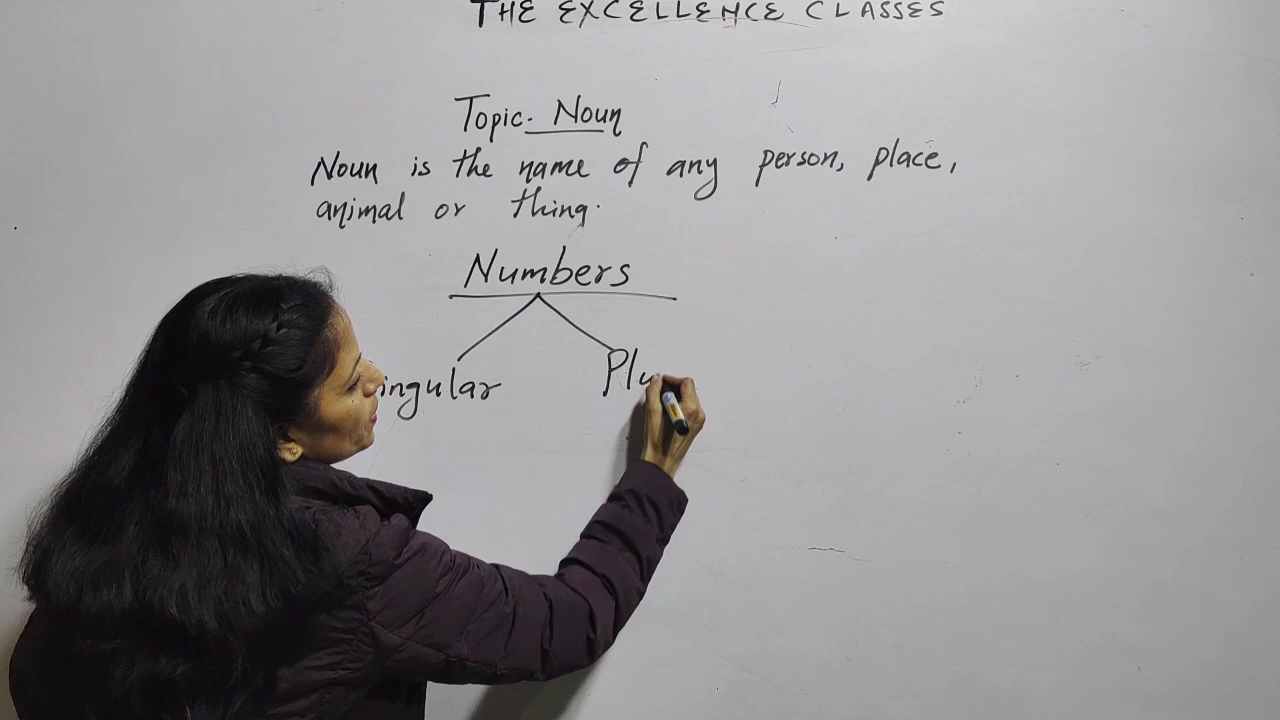 THE EXCELLENCE CLASSES
Topic. Noun
Noun is the name of any person, place,
animal or thing.
Numbers
ingular Plu